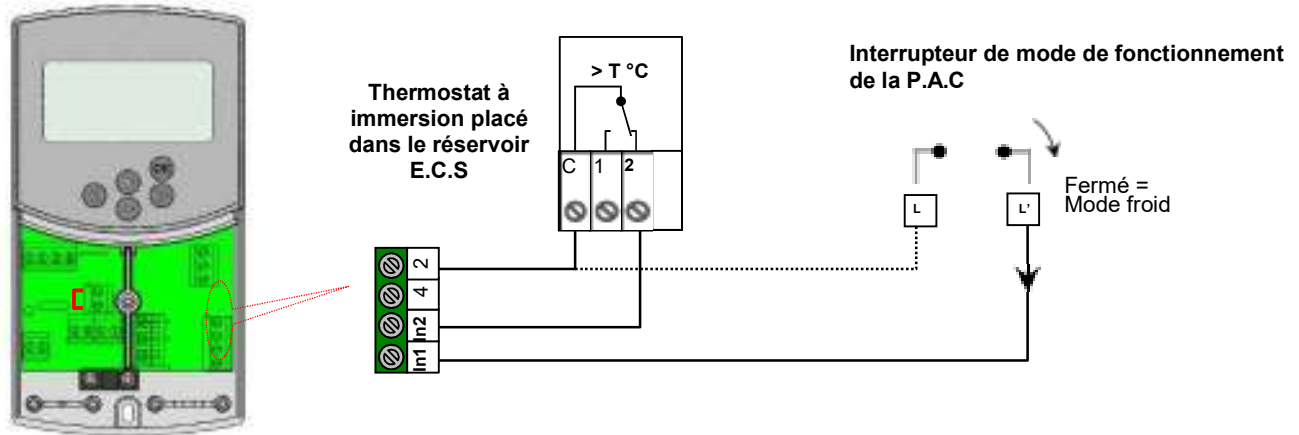 > T °C
Thermostat à
immersion placé
dans le réservoir
E.C.S
C 1 2
Interrupteur de mode de fonctionnement
de la P.A.C
L
L'
Fermé =
Mode froid
2
4
In2
In1